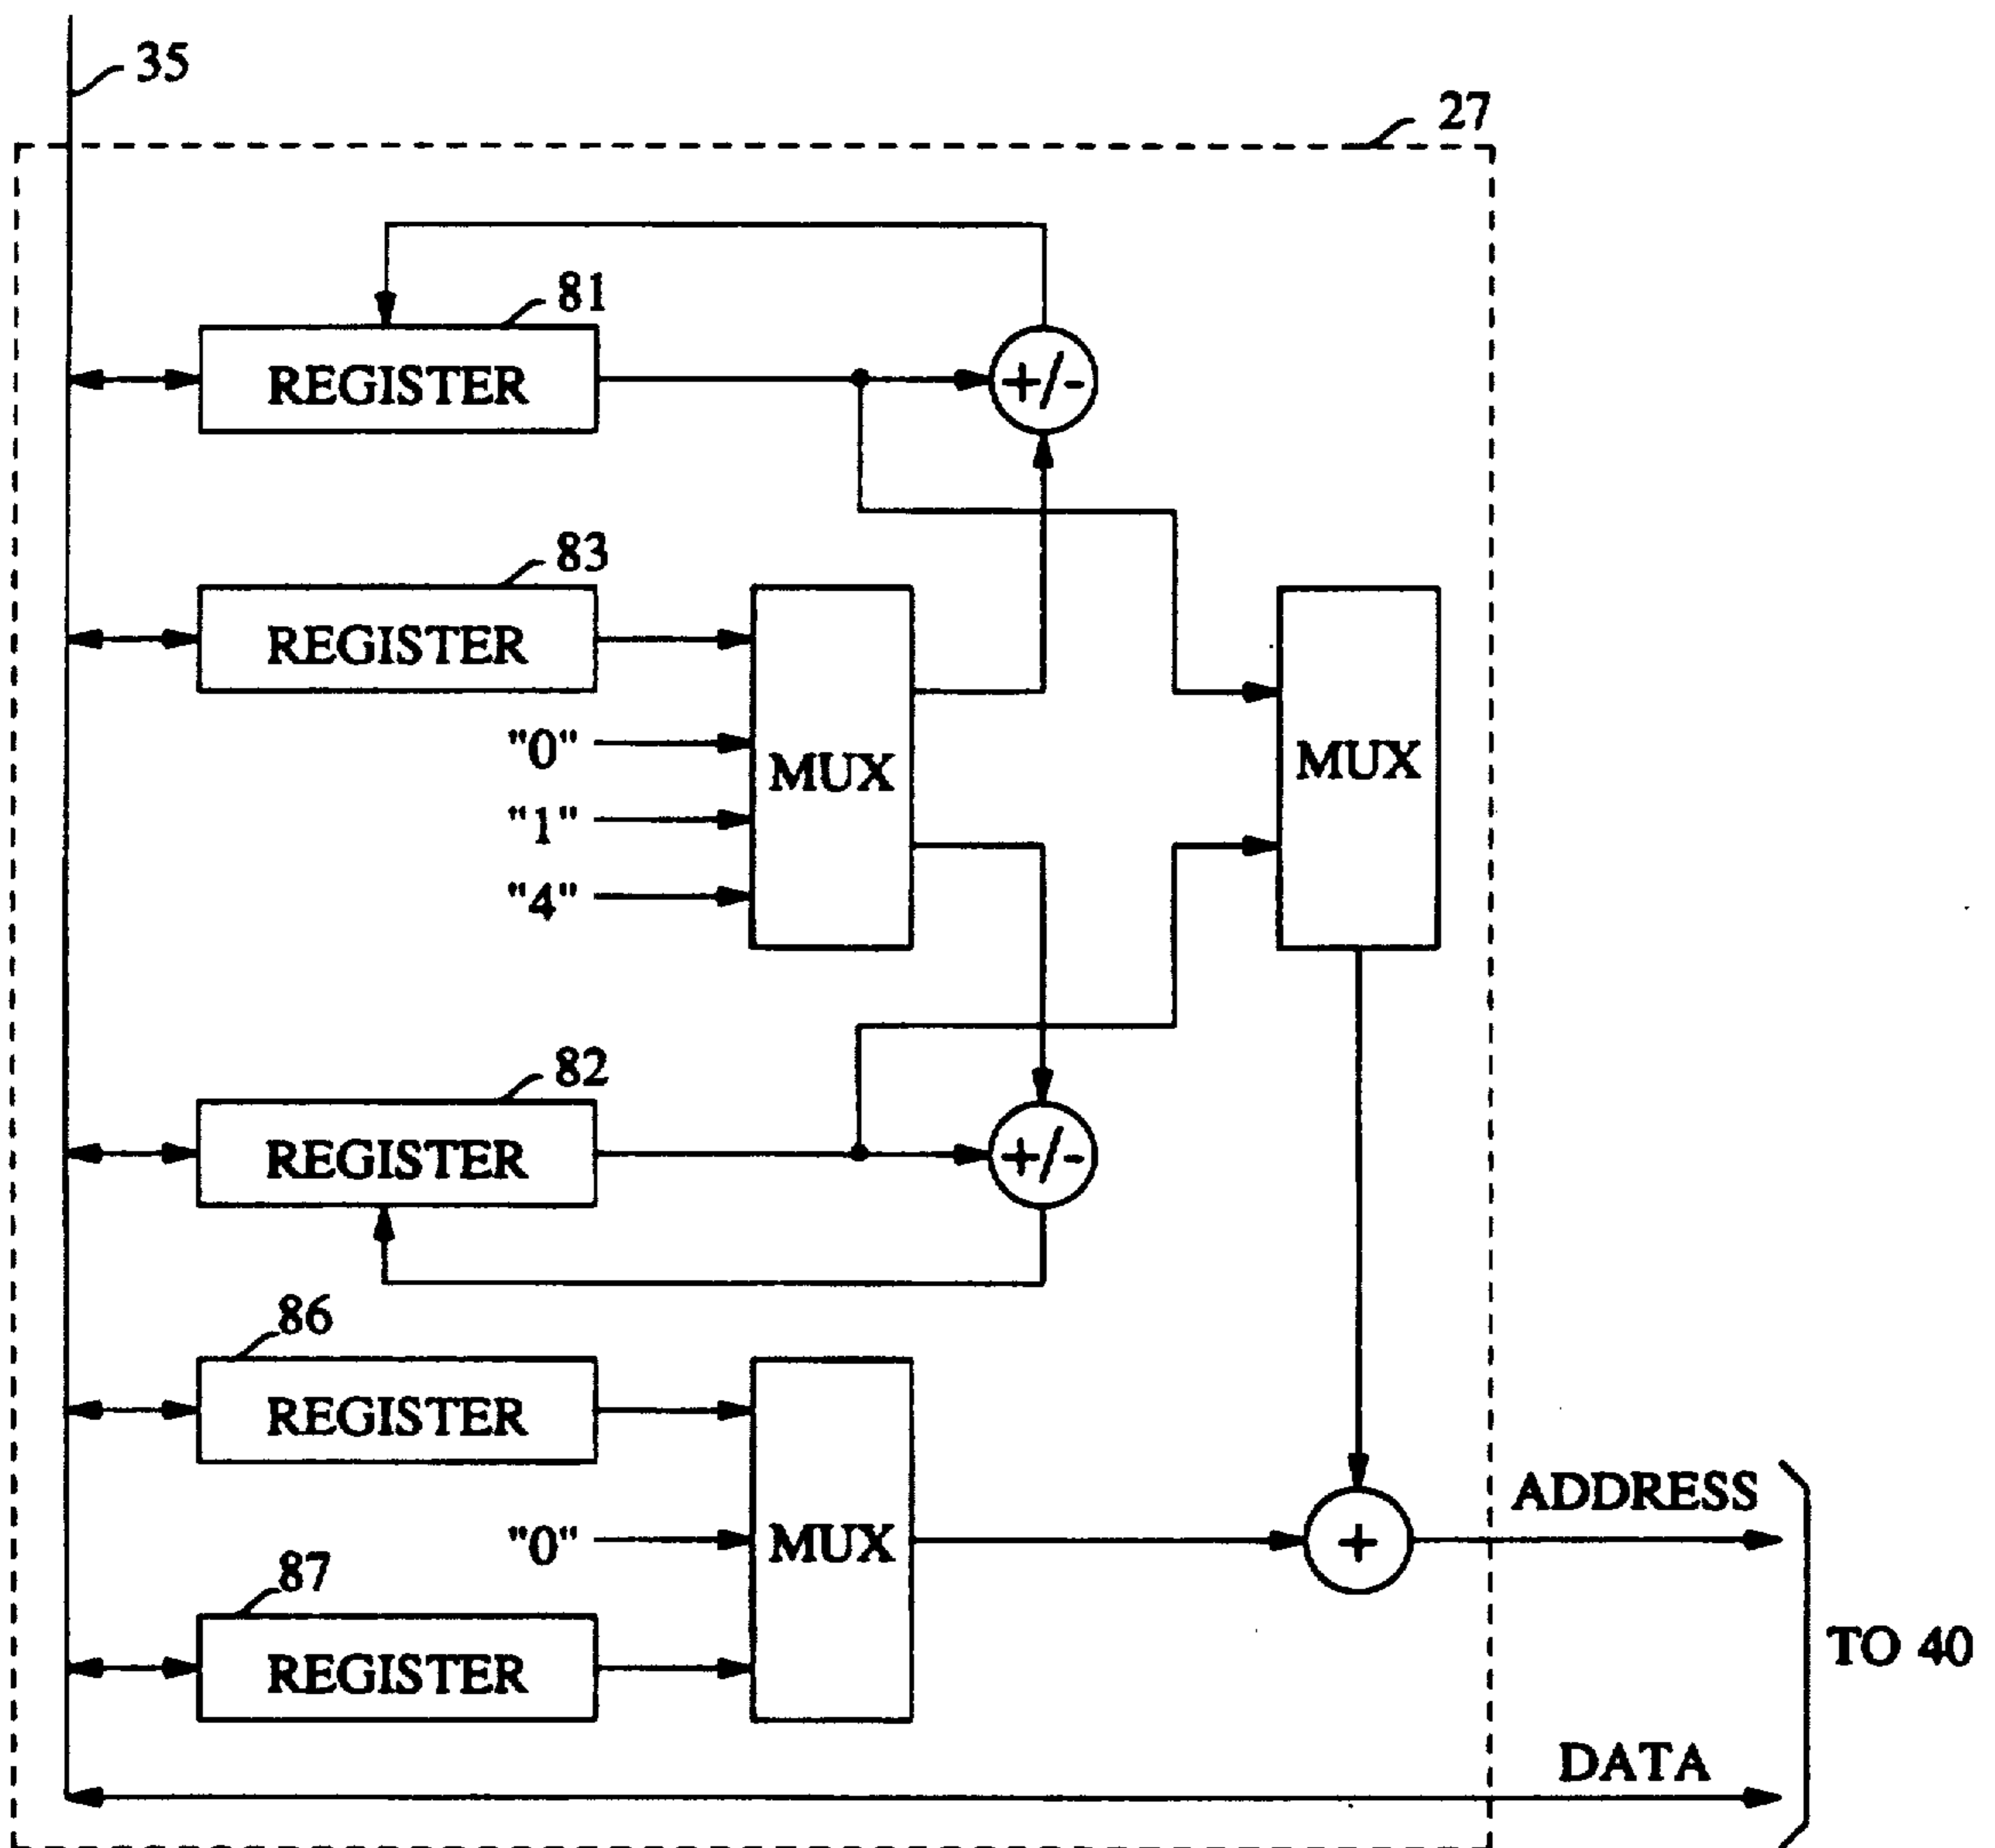 35
27
81
REGISTER
+/-
83
REGISTER
"0"
"1"
"4"
MUX
MUX
82
REGISTER
+/-
86
REGISTER
"0"
MUX
+
ADDRESS
87
REGISTER
TO 40
DATA